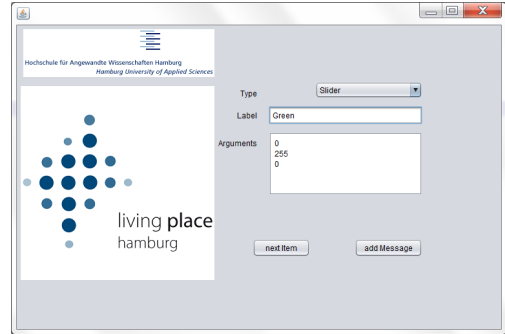 Hochschule für Angewandte Wissenschaften Hamburg
Hamburg University of Applied Sciences
Type
Slider
Label
Green
Arguments
0
255
0
living place
hamburg
next Item
add Message